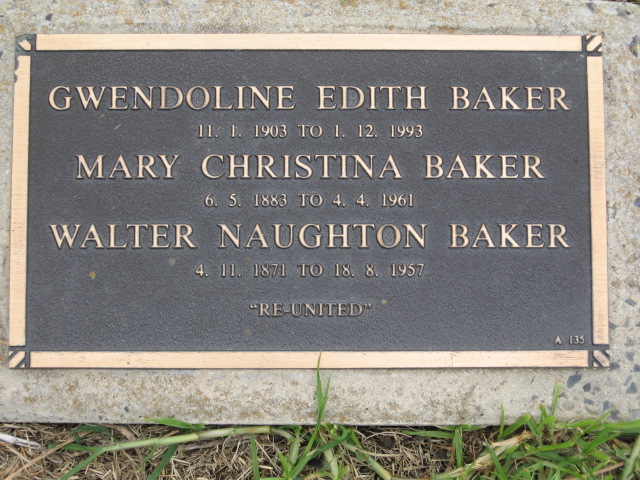 GWENDOLINE EDITH BAKER
11. 1. 1903 TO 1. 12. 1993
MARY CHRISTINA BAKER
6. 5. 1883 TO 4. 4. 1961
WALTER NAUGHTON BAKER
4. 11. 1871 TO 18. 8. 1957
"RE-UNITED"
A 135